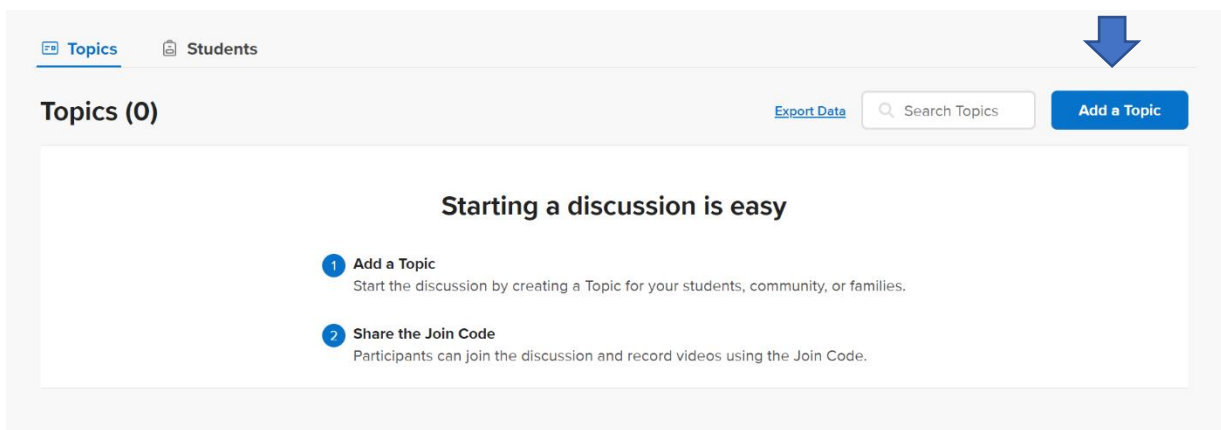 Topics Students
Topics (0) Export Data Search Topics Add a Topic
Starting a discussion is easy
1 Add a Topic
Start the discussion by creating a Topic for your students, community, or families.
2 Share the Join Code
Participants can join the discussion and record videos using the Join Code.